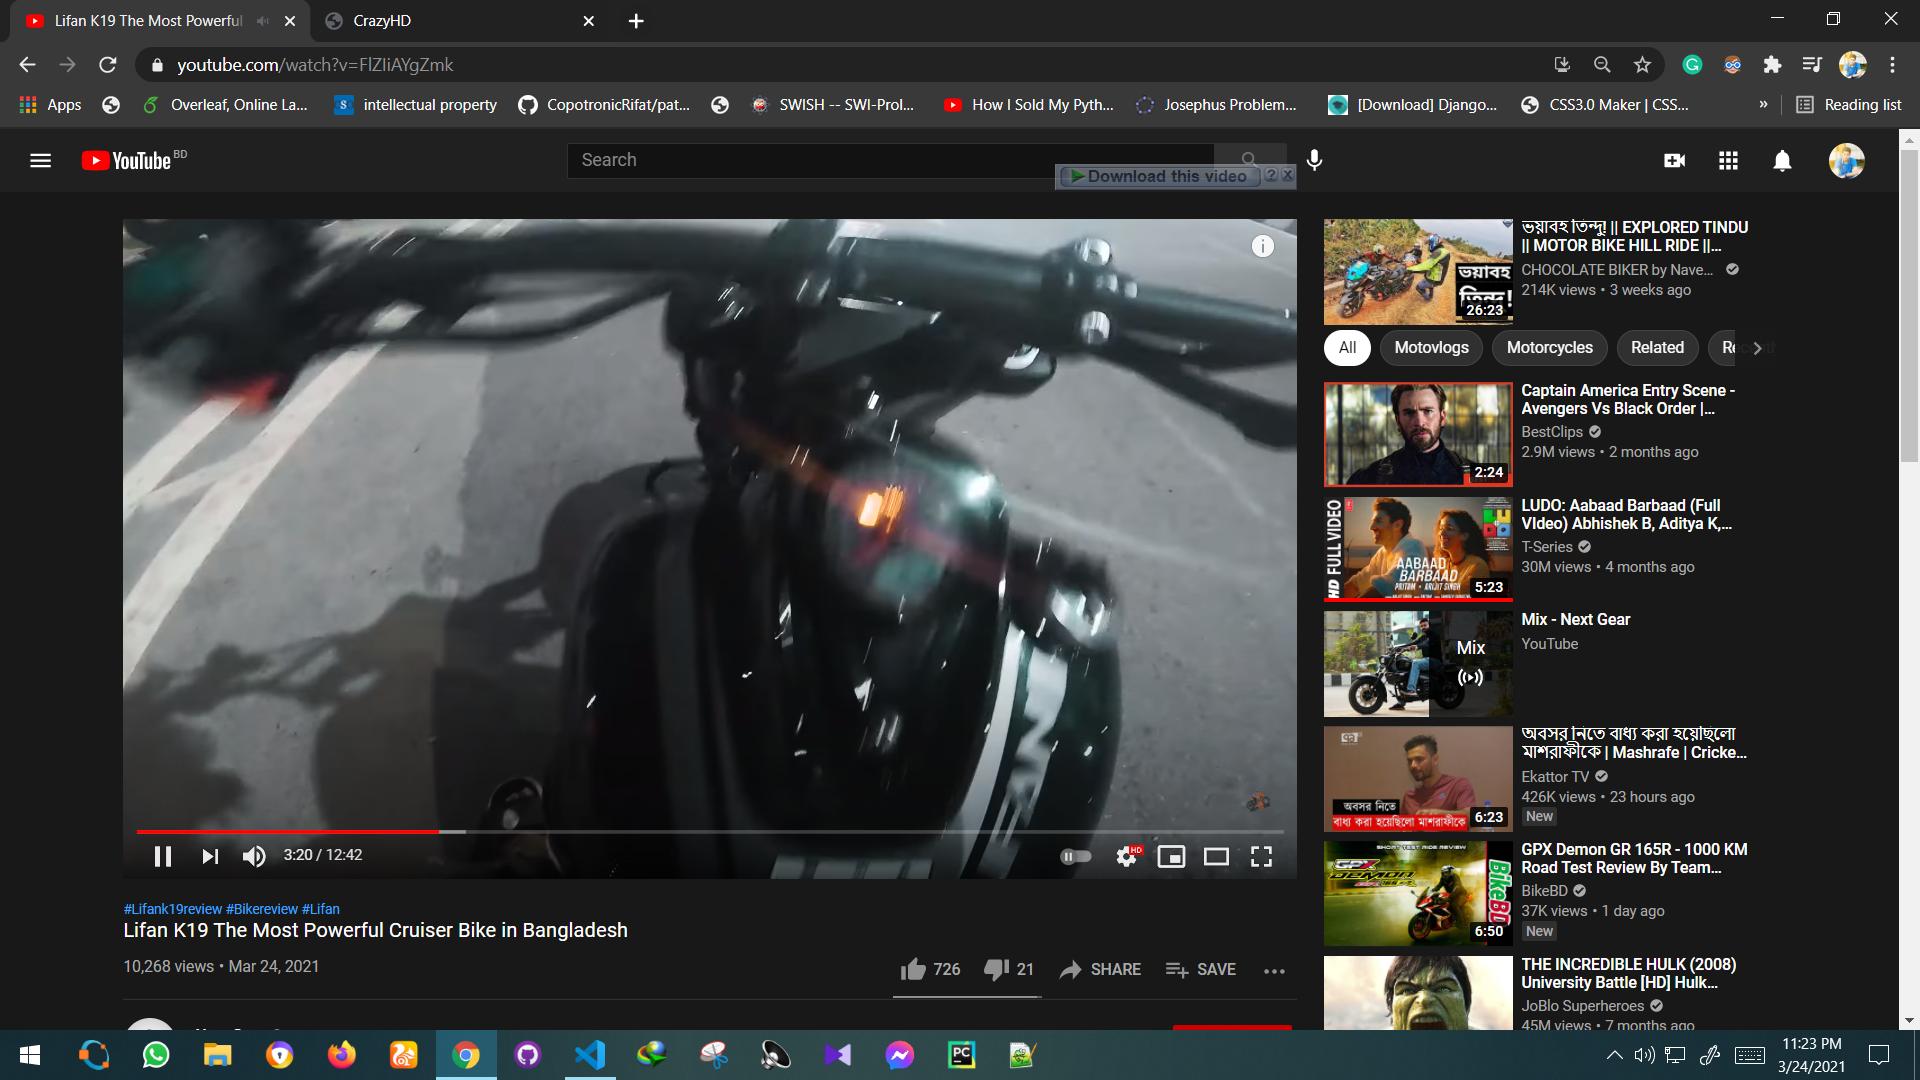 Lifan K19 The Most Powerful
CrazyHD
youtube.com/watch?v=FlZIiAYgZmk
Apps
Overleaf, Online La...
intellectual property
CopotronicRifat/pat...
SWISH -- SWI-Prol...
How I Sold My Pyth...
Josephus Problem...
[Download] Django...
CSS3.0 Maker | CSS...
»
Reading list
YouTube BD
Search
Download this video
ভয়াবহ তিন্দু! || EXPLORED TINDU
|| MOTOR BIKE HILL RIDE ||...
CHOCOLATE BIKER by Nave...
214K views • 3 weeks ago
ভয়াবহ
তিন্দু!
26:23
All
Motovlogs
Motorcycles
Related
Captain America Entry Scene -
Avengers Vs Black Order |...
BestClips
2.9M views • 2 months ago
2:24
LUDO: Aabaad Barbaad (Full
VIdeo) Abhishek B, Aditya K,...
T-Series
30M views • 4 months ago
HD FULL VIDEO
AABAAD
BARBAAD
PRITAM • ARIJIT SINGH
5:23
Mix - Next Gear
YouTube
Mix
অবসর নিতে বাধ্য করা হয়েছিলো
মাশরাফীকে | Mashrafe | Cricke...
Ekattor TV
426K views • 23 hours ago
New
অবসর নিতে
বাধ্য করা হয়েছিলো মাশরাফীকে
6:23
GPX Demon GR 165R - 1000 KM
Road Test Review By Team...
BikeBD
37K views • 1 day ago
New
SHORT TEST RIDE REVIEW
GPX
DEMON
BikeBD
6:50
THE INCREDIBLE HULK (2008)
University Battle [HD] Hulk...
JoBlo Superheroes
45M views • 7 months ago
3:20 / 12:42
HD
#Lifank19review #Bikereview #Lifan
Lifan K19 The Most Powerful Cruiser Bike in Bangladesh
10,268 views • Mar 24, 2021
726
21
SHARE
SAVE
11:23 PM
3/24/2021